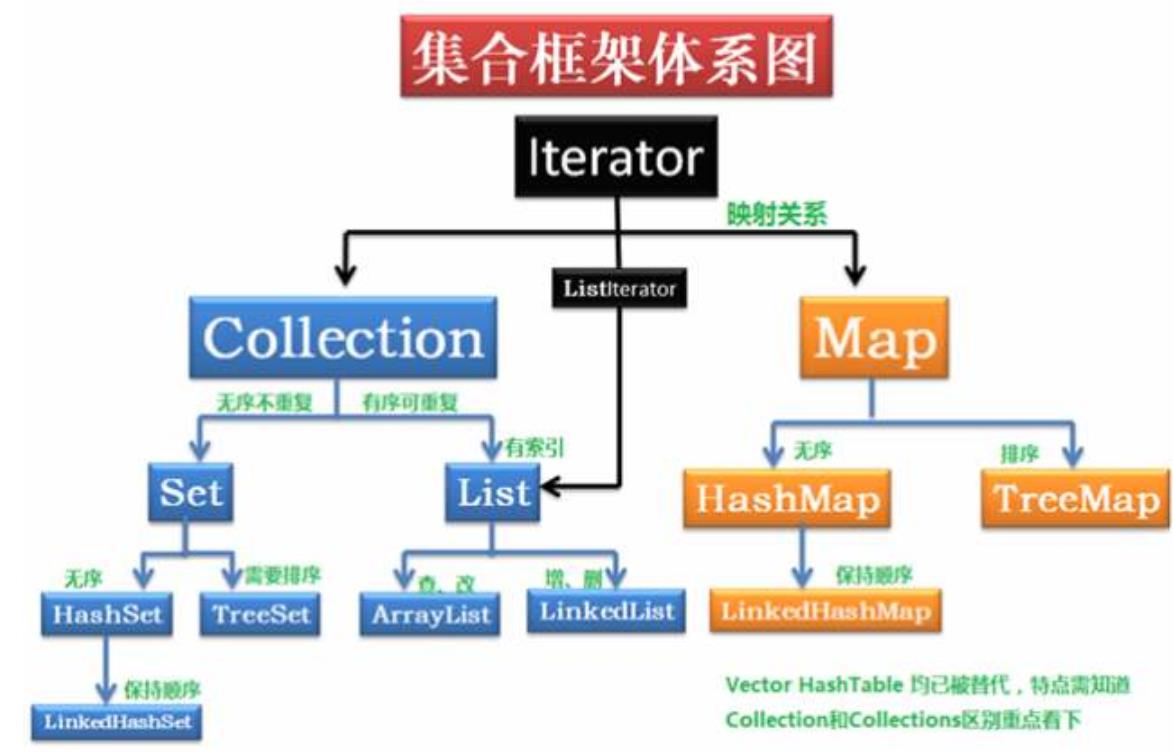 集合框架体系图
Iterator
映射关系
ListIterator
Collection
Map
无序不重复
有序可重复
有索引
无序
排序
Set
List
HashMap
TreeMap
无序
需要排序
查、改
增、删
保持顺序
HashSet
TreeSet
ArrayList
LinkedList
LinkedHashMap
保持顺序
LinkedHashSet
Vector HashTable 均已被替代，特点需知道
Collection和Collections区别重点看下